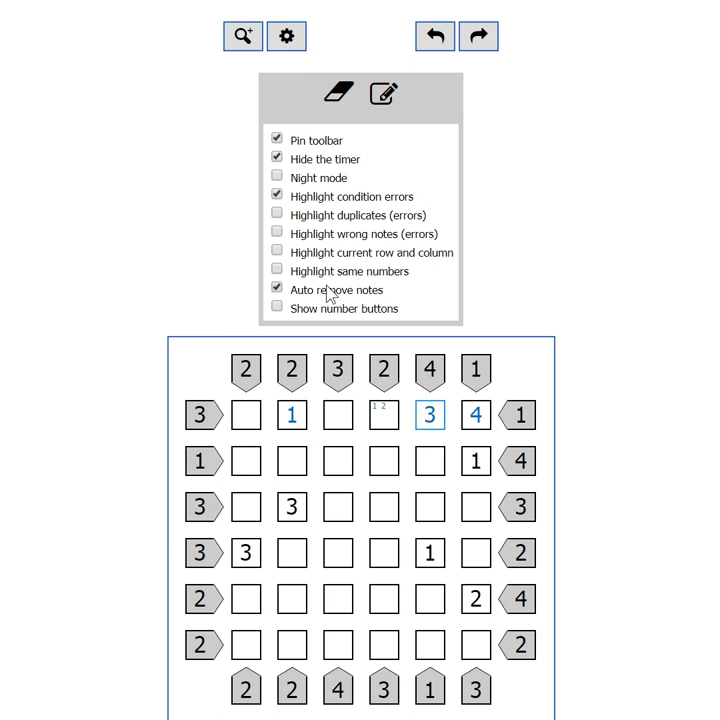 Pin toolbar
Hide the timer
Night mode
Highlight condition errors
Highlight duplicates (errors)
Highlight wrong notes (errors)
Highlight current row and column
Highlight same numbers
Auto remove notes
Show number buttons
2 2 3 2 4 1
3 1 1 2 3 4 1
1 1 4
3 3 3
3 3 1 2
2 2 4
2 2
2 2 4 3 1 3